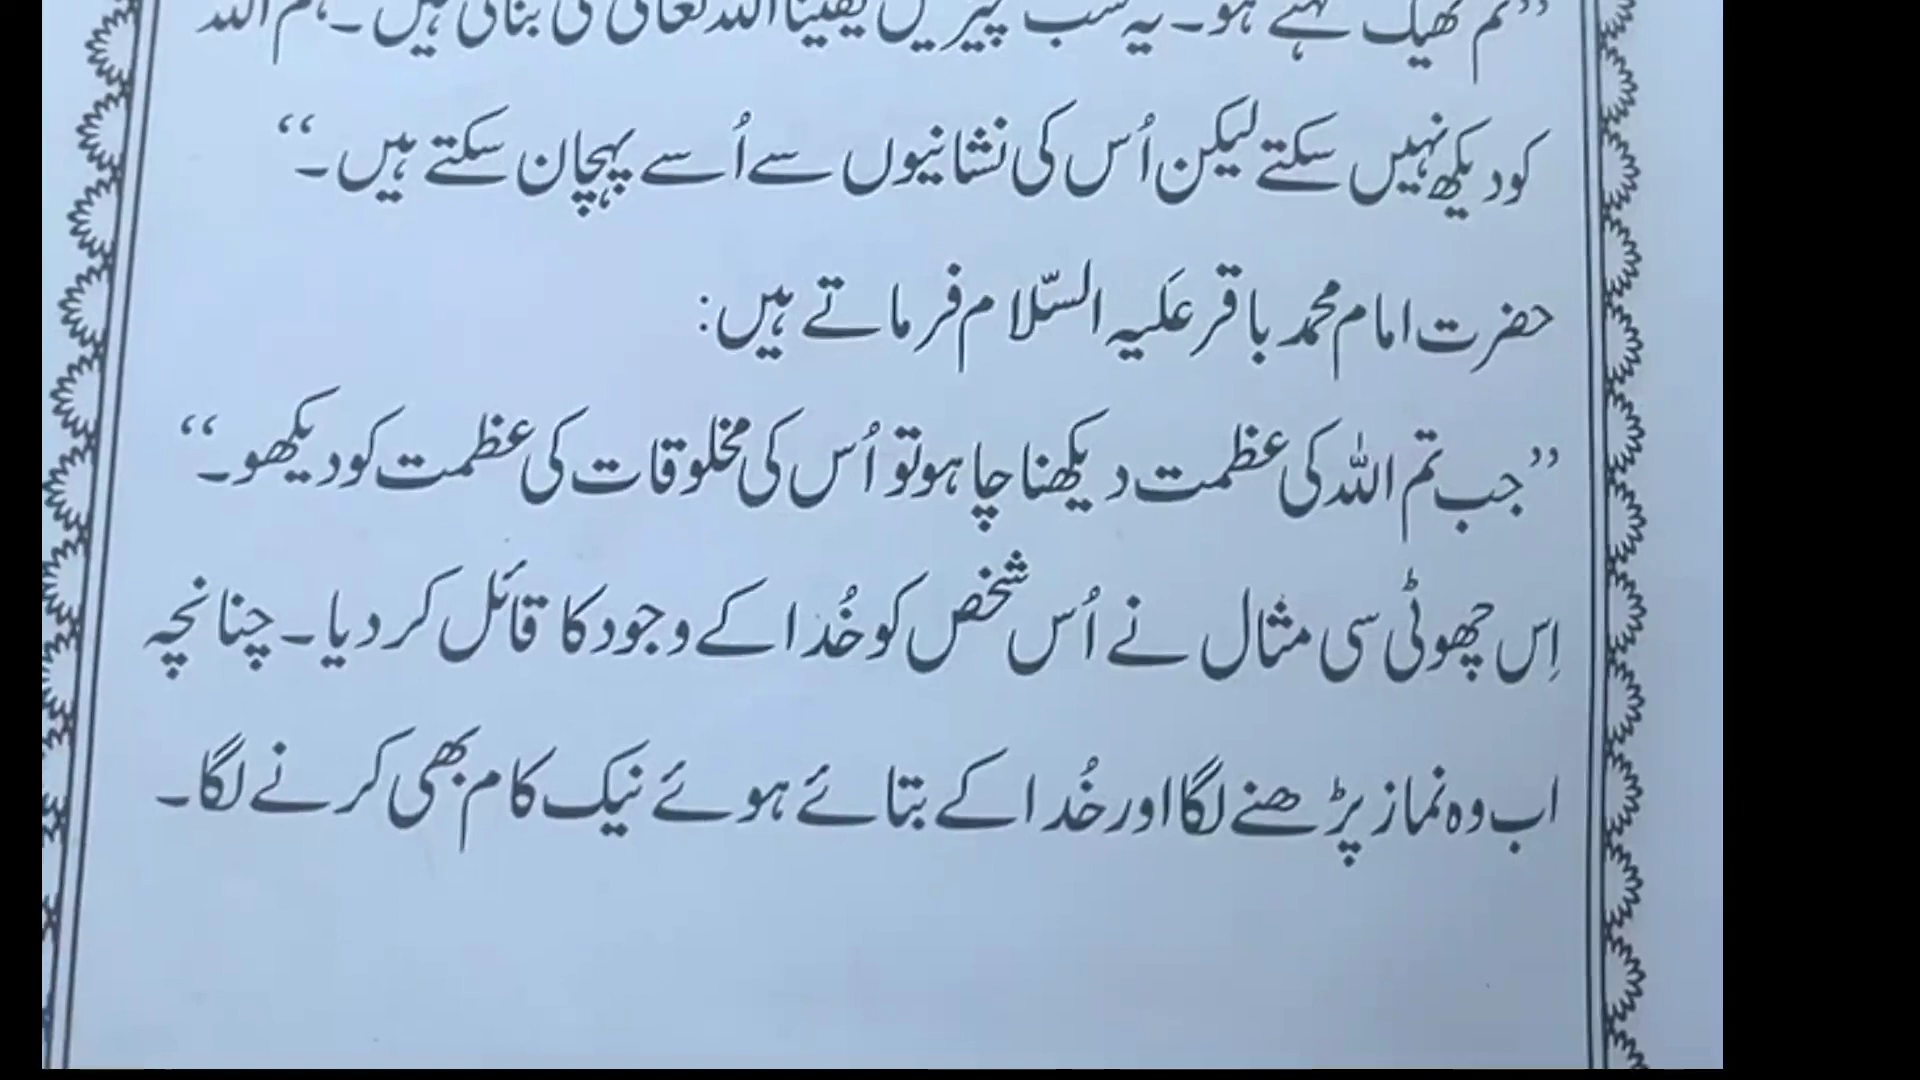 ”تم ٹھیک کہتے ہو۔ یہ سب چیزیں یقیناً اللہ تعالیٰ کی بنائی ہیں۔ ہم اللہ
کو دیکھ نہیں سکتے لیکن اُس کی نشانیوں سے اُسے پہچان سکتے ہیں۔“
حضرت امام محمد باقر عَلَیہ السّلام فرماتے ہیں:
”جب تم اللہ کی عظمت دیکھنا چاہو تو اُس کی مخلوقات کی عظمت کو دیکھو۔“
اِس چھوٹی سی مثال نے اُس شخص کو خُدا کے وجود کا قائل کر دیا۔ چنانچہ
اب وہ نماز پڑھنے لگا اور خُدا کے بتائے ہوئے نیک کام بھی کرنے لگا۔